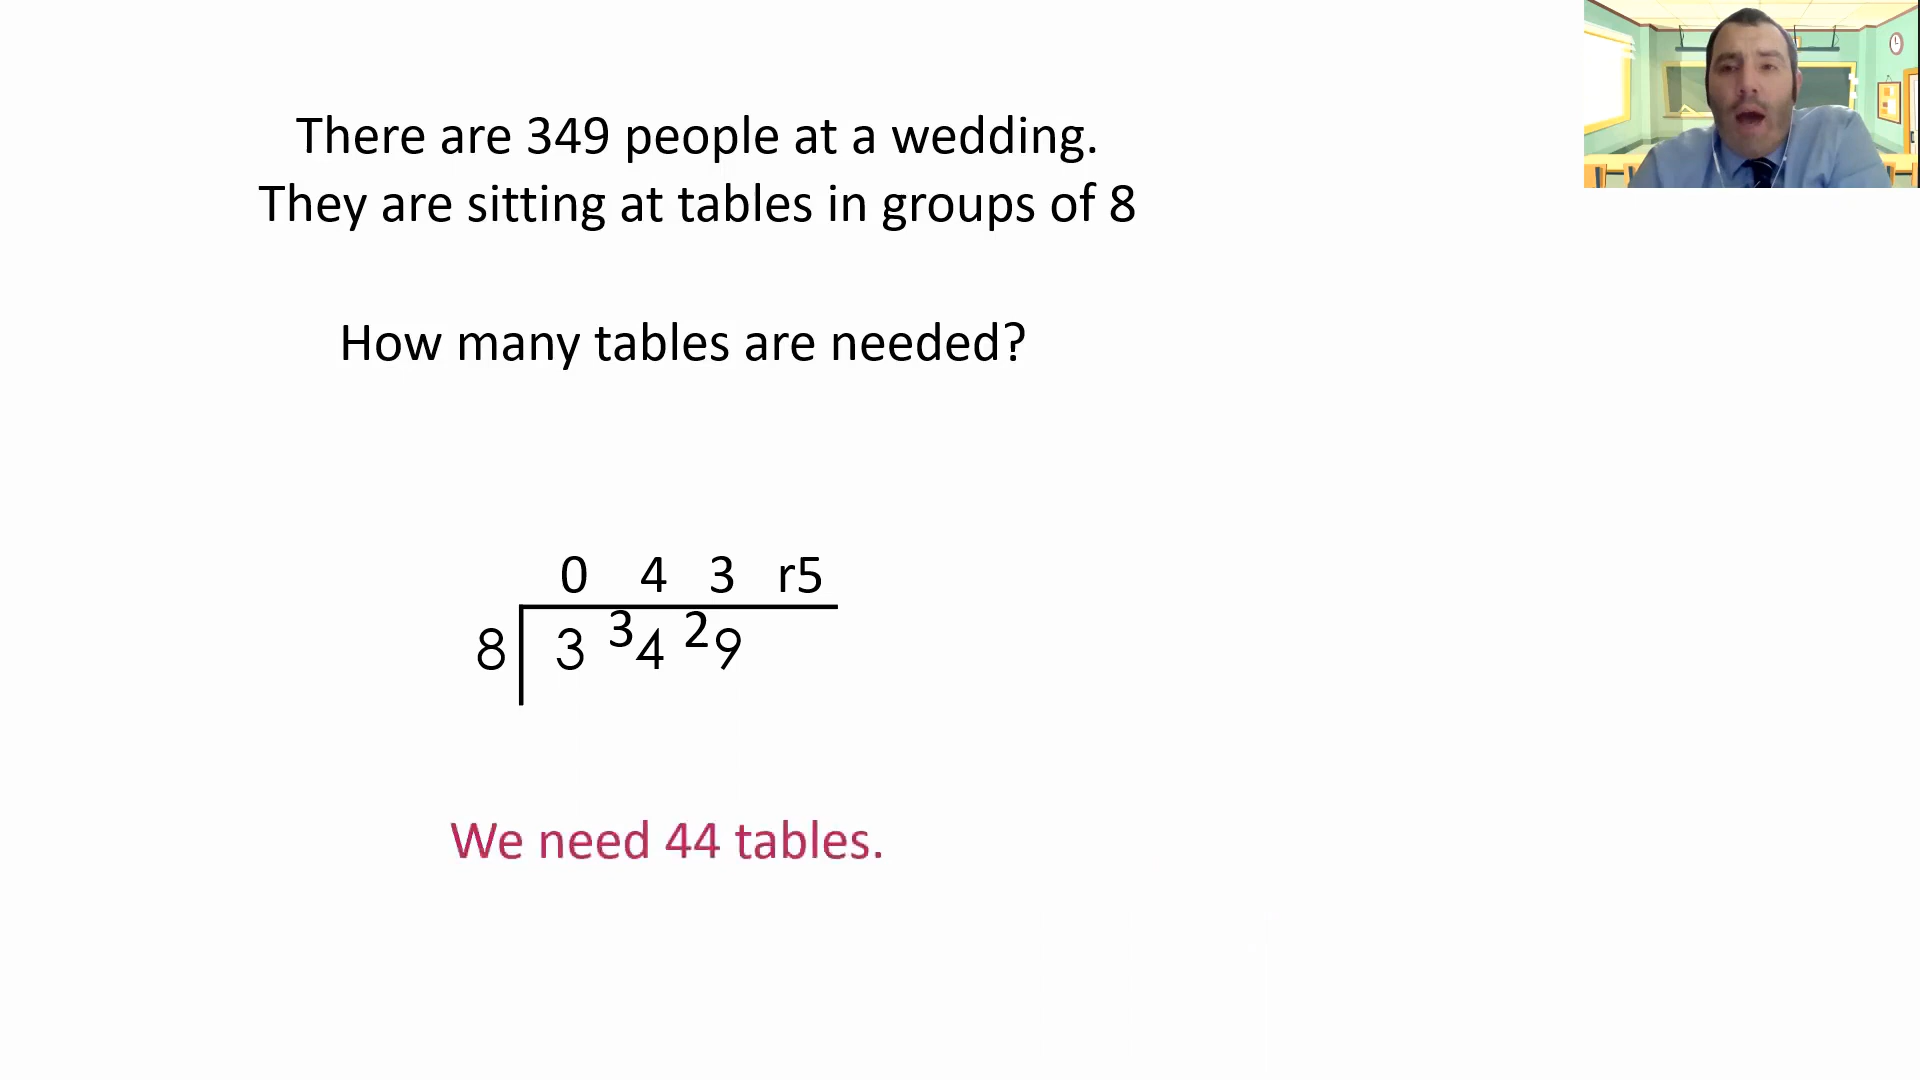 There are 349 people at a wedding.
They are sitting at tables in groups of 8
How many tables are needed?
0 4 3 r5
8 3 34 29
We need 44 tables.